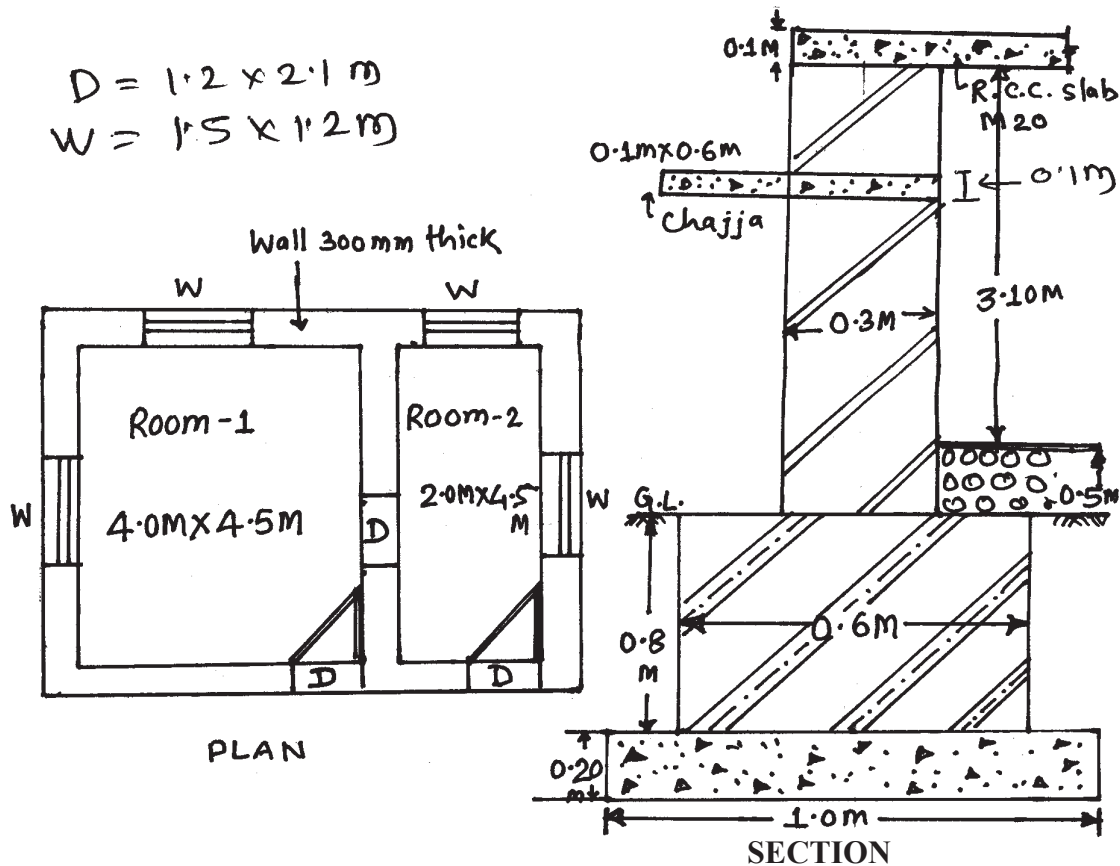 D = 1.2 x 2.1 m
W = 1.5 x 1.2m
Wall 300mm thick
W
W
Room-1
Room-2
W
4.0MX4.5M
D
2.0MX4.5
M
W
D
D
PLAN
0.1M
R.C.C. slab
M20
0.1mx0.6m
0.1m
Chajja
0.3M
3.10M
G.L.
0.5M
0.8
M
0.6M
0.20
m
1.0m
SECTION